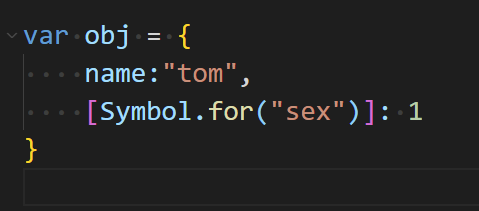 var obj = {
    name:"tom",
    [Symbol.for("sex")]: 1
}